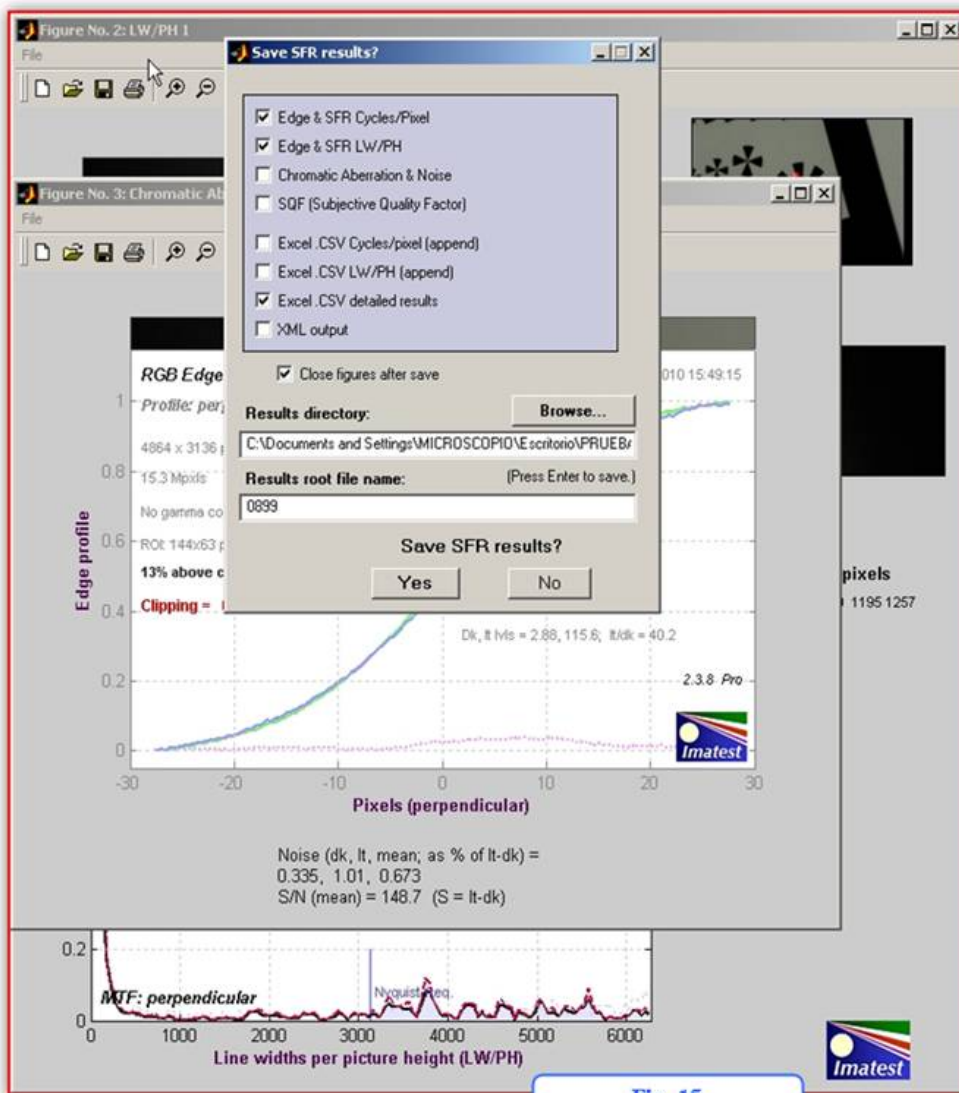 Figure No. 2: LW/PH 1
File
Save SFR results?
Edge & SFR Cycles/Pixel
Edge & SFR LW/PH
Chromatic Aberration & Noise
SQF (Subjective Quality Factor)
Excel .CSV Cycles/pixel (append)
Excel .CSV LW/PH (append)
Excel .CSV detailed results
XML output
Close figures after save
Results directory:
Browse...
C:\Documents and Settings\MICROSCOPIO\Escritorio\PRUEBA
Results root file name:
(Press Enter to save.)
0899
Save SFR results?
Yes
No
Figure No. 3: Chromatic Ab
File
RGB Edge
010 15:49:15
Profile:
4864 x 3136
15.3 Mpxls
No gamma
ROI: 144x63
13% above
Clipping =
Dk, lt lvls = 2.88, 115.6; lt/dk = 40.2
2.3.8 Pro
Imatest
Edge profile
1
0.8
0.6
0.4
0.2
0
-30 -20 -10 0 10 20 30
Pixels (perpendicular)
Noise (dk, lt, mean; as % of lt-dk) =
0.335, 1.01, 0.673
S/N (mean) = 148.7 (S = lt-dk)
pixels
1195 1257
0.2
0
MTF: perpendicular
Nyquist
0 1000 2000 3000 4000 5000 6000
Line widths per picture height (LW/PH)
Imatest